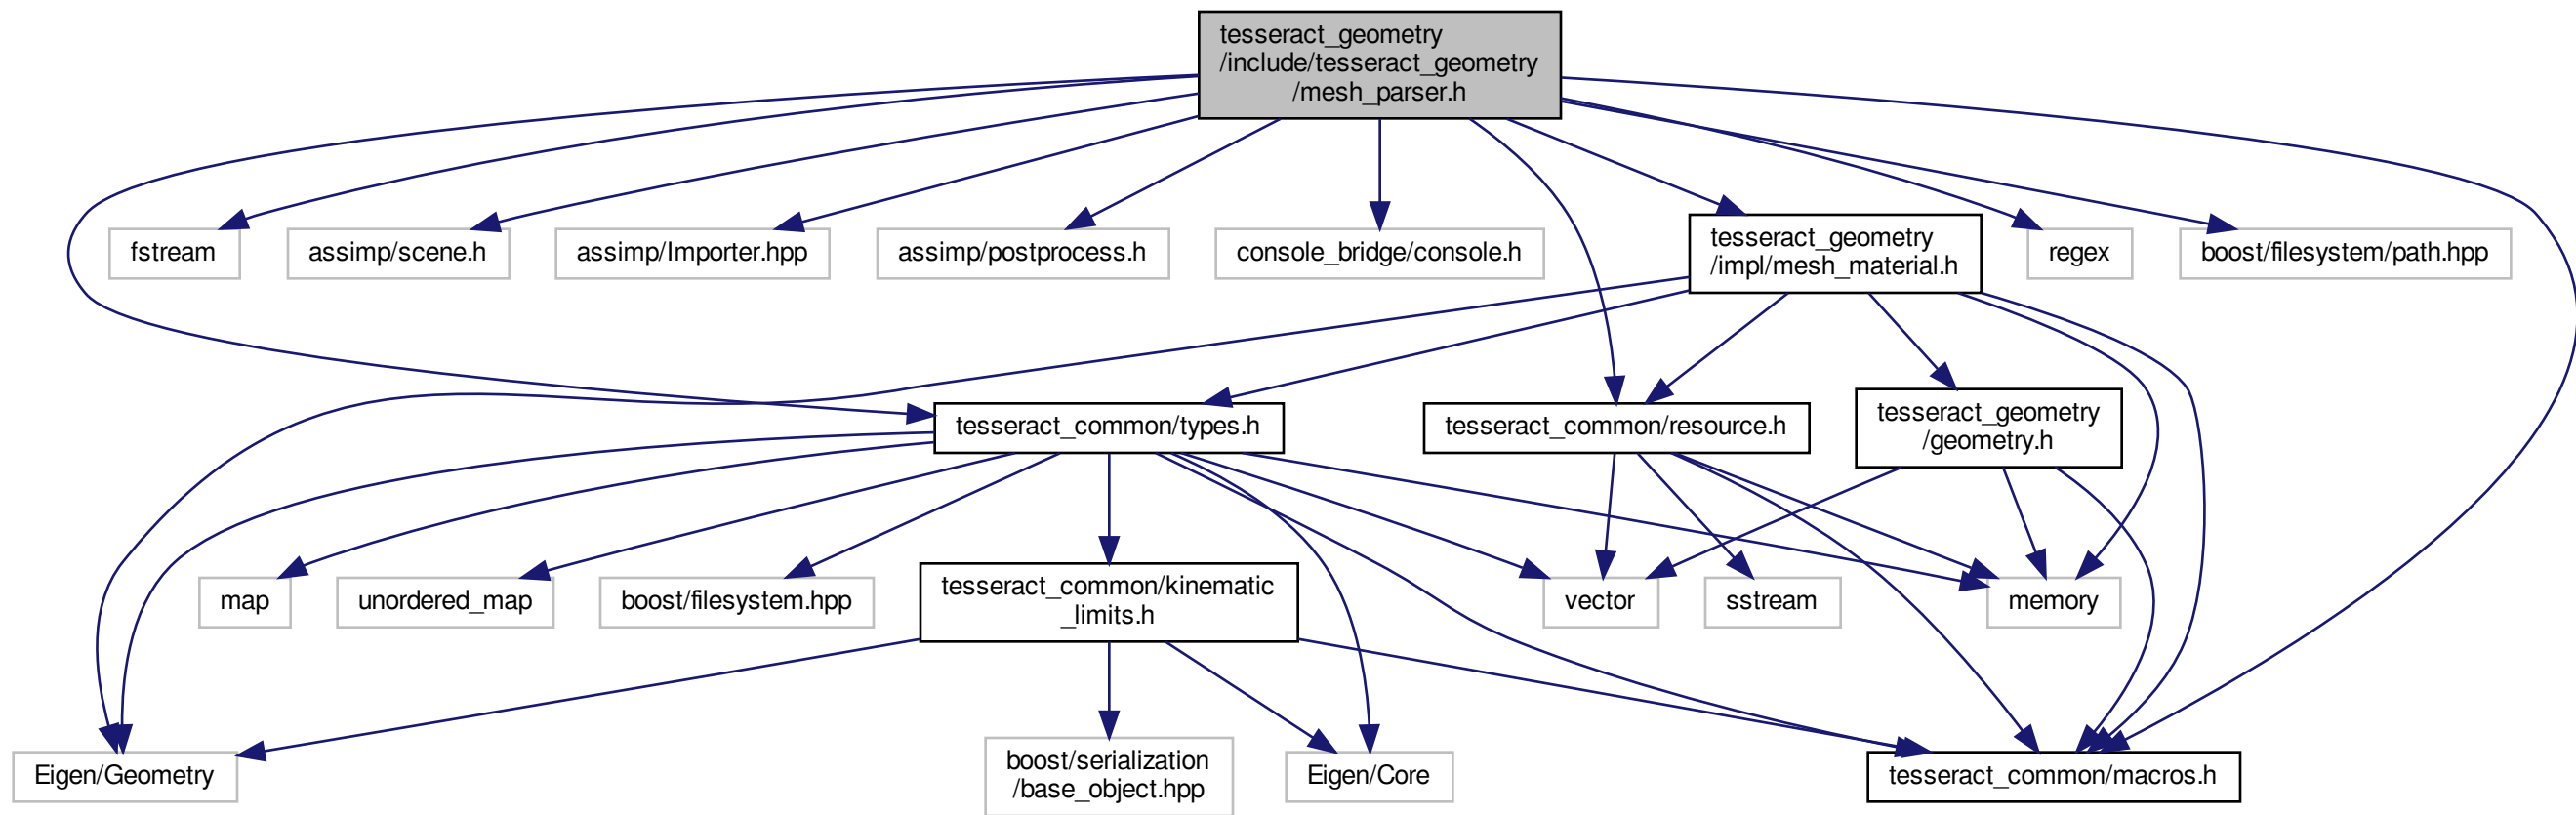 tesseract_geometry
/include/tesseract_geometry
/mesh_parser.h
fstream
assimp/scene.h
assimp/Importer.hpp
assimp/postprocess.h
console_bridge/console.h
tesseract_geometry
/impl/mesh_material.h
regex
boost/filesystem/path.hpp
tesseract_common/types.h
tesseract_common/resource.h
tesseract_geometry
/geometry.h
map
unordered_map
boost/filesystem.hpp
tesseract_common/kinematic
_limits.h
vector
sstream
memory
Eigen/Geometry
boost/serialization
/base_object.hpp
Eigen/Core
tesseract_common/macros.h